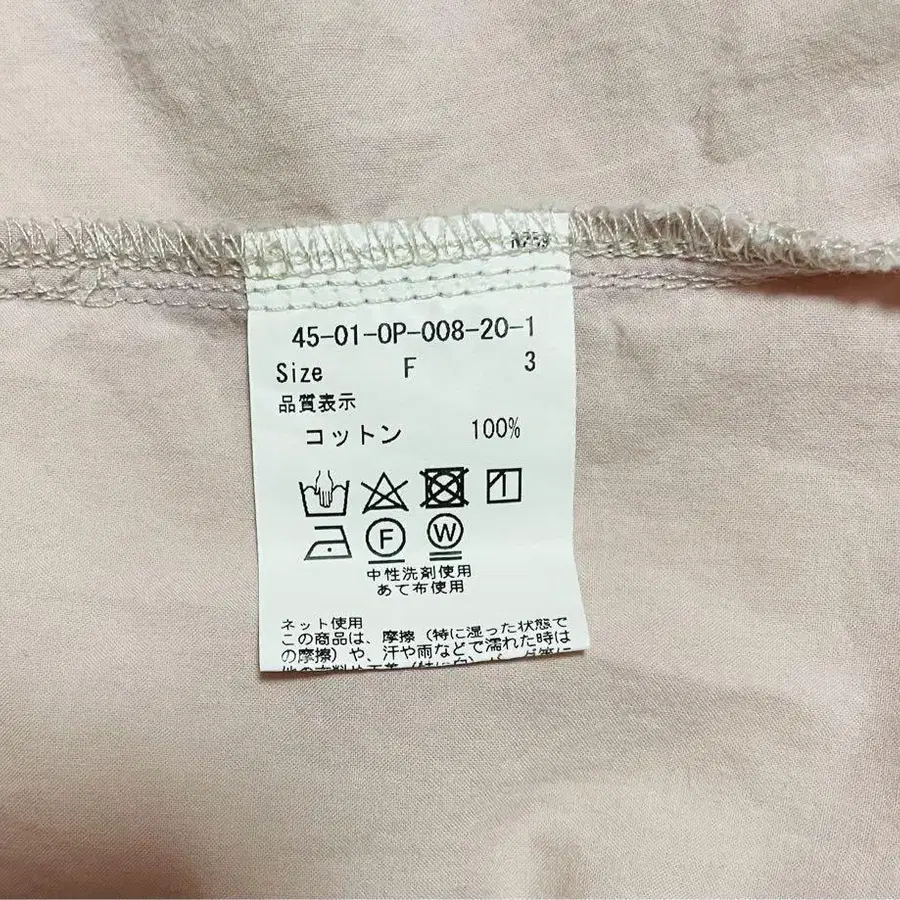 45-01-OP-008-20-1
Size F 3
品質表示
コットン 100%
F W
中性洗剤使用
あて布使用
ネット使用
この商品は、摩擦（特に湿った状態で
の摩擦）や、汗や雨などで濡れた時は